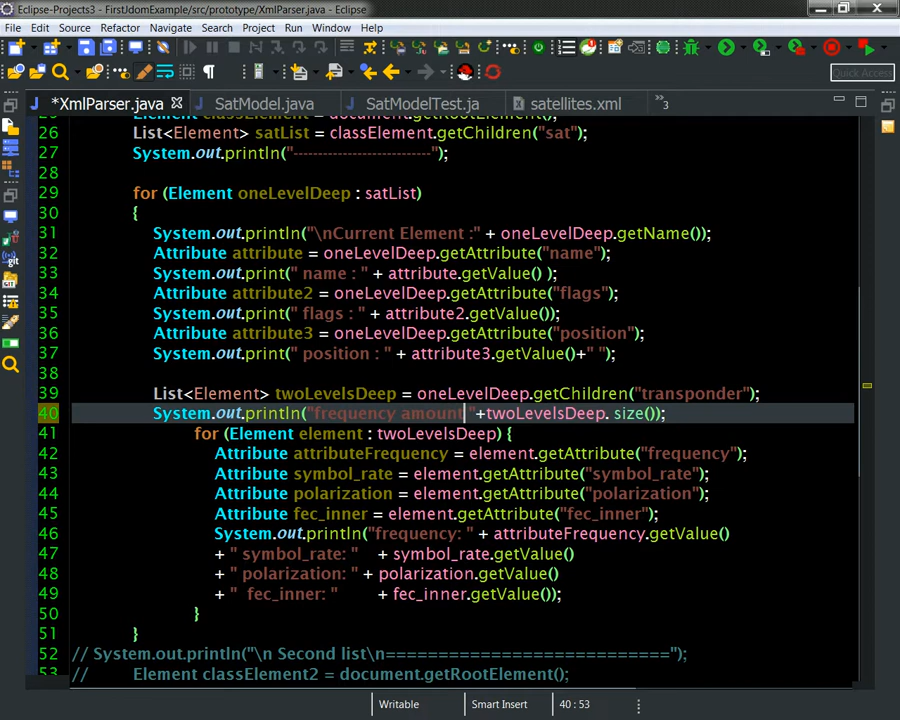 Eclipse-Projects3 - FirstJdomExample/src/prototype/XmlParser.java - Eclipse
File Edit Source Refactor Navigate Search Project Run Window Help
Quick Access
*XmlParser.java SatModel.java SatModelTest.ja satellites.xml »3
26 List<Element> satList = classElement.getChildren("sat");
27 System.out.println("--------------------------");
28
29 for (Element oneLevelDeep : satList)
30 {
31 System.out.println("\nCurrent Element :" + oneLevelDeep.getName());
32 Attribute attribute = oneLevelDeep.getAttribute("name");
33 System.out.print(" name : " + attribute.getValue() );
34 Attribute attribute2 = oneLevelDeep.getAttribute("flags");
35 System.out.print(" flags : " + attribute2.getValue());
36 Attribute attribute3 = oneLevelDeep.getAttribute("position");
37 System.out.print(" position : " + attribute3.getValue()+" ");
38
39 List<Element> twoLevelsDeep = oneLevelDeep.getChildren("transponder");
40 System.out.println("frequency amount "+twoLevelsDeep. size());
41 for (Element element : twoLevelsDeep) {
42 Attribute attributeFrequency = element.getAttribute("frequency");
43 Attribute symbol_rate = element.getAttribute("symbol_rate");
44 Attribute polarization = element.getAttribute("polarization");
45 Attribute fec_inner = element.getAttribute("fec_inner");
46 System.out.println("frequency: " + attributeFrequency.getValue()
47 + " symbol_rate: " + symbol_rate.getValue()
48 + " polarization: " + polarization.getValue()
49 + "  fec_inner: " + fec_inner.getValue());
50 }
51 }
52 // System.out.println("\n Second list\n===========================");
53 // Element classElement2 = document.getRootElement();
Writable Smart Insert 40 : 53